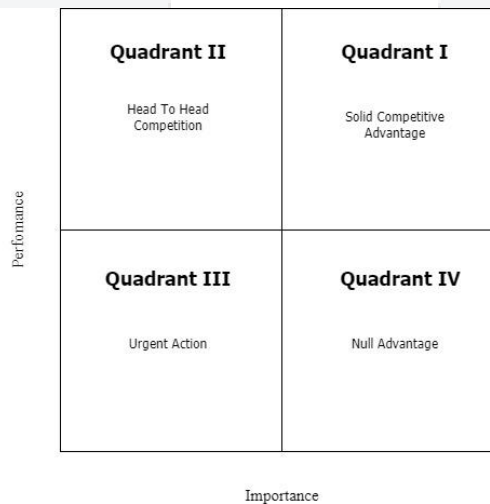 Quadrant II
Quadrant I
Head To Head
Competition
Solid Competitive
Advantage
Perfomance
Quadrant III
Quadrant IV
Urgent Action
Null Advantage
Importance